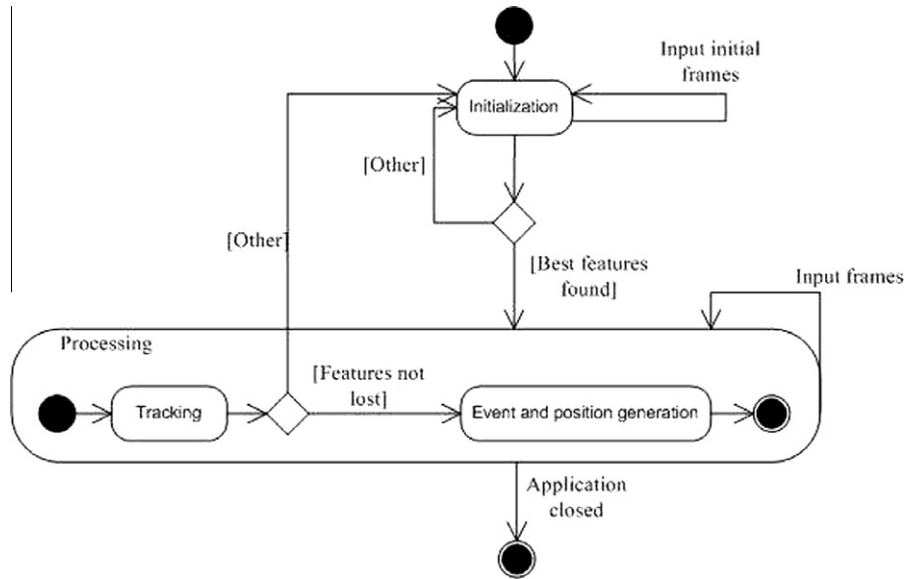 Input initial
frames
Initialization
[Other]
[Other]
[Best features
found]
Input frames
Processing
[Features not
lost]
Tracking
Event and position generation
Application
closed